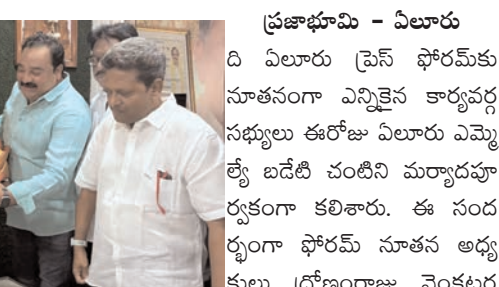 ప్రజాభూమి - ఏలూరు
ది ఏలూరు ప్రెస్ ఫోరమ్‌కు
నూతనంగా ఎన్నికైన కార్యవర్గ
సభ్యులు ఈరోజు ఏలూరు ఎమ్మె
ల్యే బడేటి చంటిని మర్యాదపూ
ర్వకంగా కలిశారు. ఈ సంద
ర్భంగా ఫోరమ్ నూతన అధ్య
క్షులు ద్రోణంరాజు వెంకటర